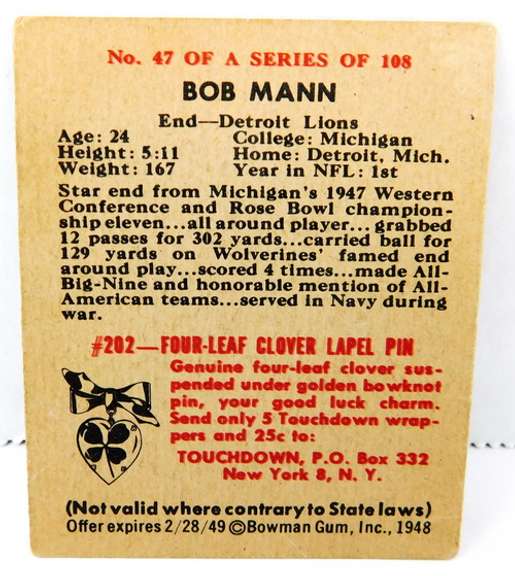 No. 47 OF A SERIES OF 108
BOB MANN
End—Detroit Lions
Age: 24 College: Michigan
Height: 5:11 Home: Detroit, Mich.
Weight: 167 Year in NFL: 1st
Star end from Michigan's 1947 Western
Conference and Rose Bowl champion-
ship eleven...all around player...grabbed
12 passes for 302 yards...carried ball for
129 yards on Wolverines' famed end
around play...scored 4 times...made All-
Big-Nine and honorable mention of All-
American teams...served in Navy during
war.
#202—FOUR-LEAF CLOVER LAPEL PIN
Genuine four-leaf clover sus-
pended under golden bowknot
pin, your good luck charm.
Send only 5 Touchdown wrap-
pers and 25c to:
TOUCHDOWN, P.O. Box 332
New York 8, N. Y.
(Not valid where contrary to State laws)
Offer expires 2/28/49 ©Bowman Gum, Inc., 1948